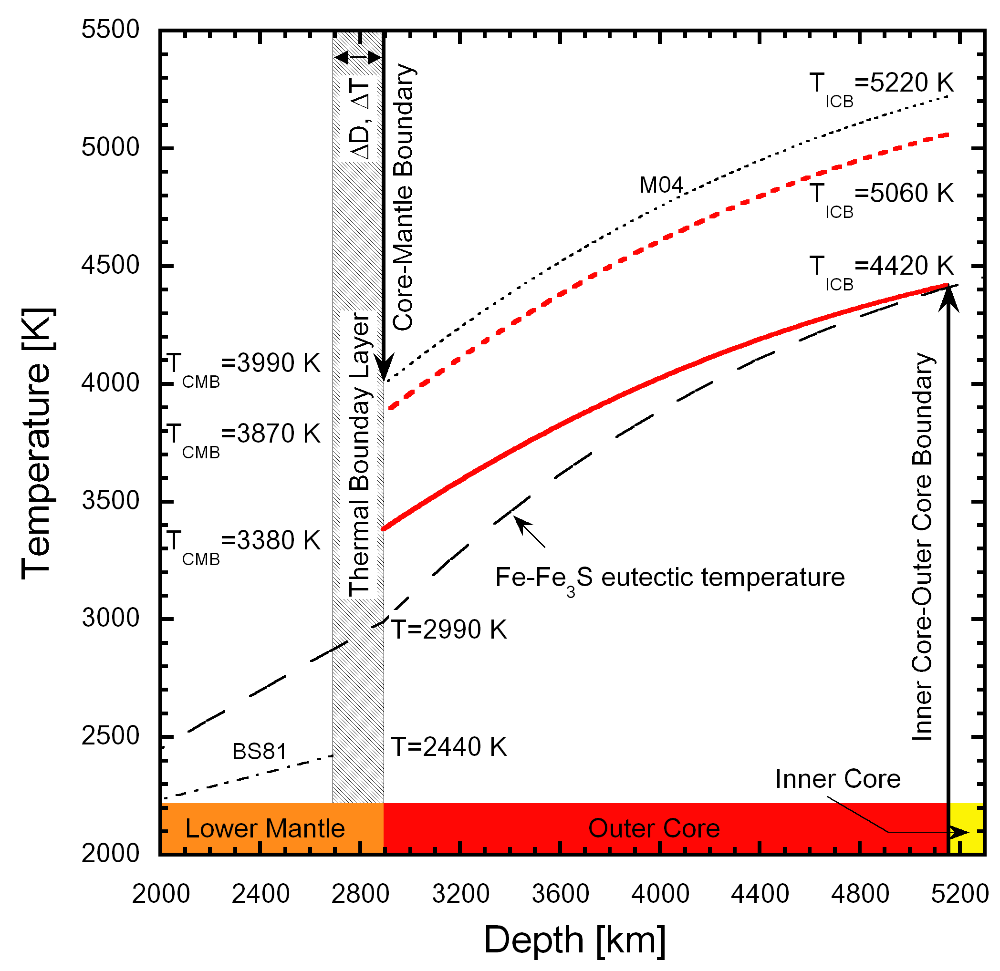 5500
5000
4500
4000
3500
3000
2500
2000
Temperature [K]
2000
2400
2800
3200
3600
4000
4400
4800
5200
Depth [km]
ΔD, ΔT
Thermal Boundary Layer
Core-Mantle Boundary
T_ICB=5220 K
M04
T_ICB=5060 K
T_ICB=4420 K
T_CMB=3990 K
T_CMB=3870 K
T_CMB=3380 K
Fe-Fe₃S eutectic temperature
T=2990 K
T=2440 K
BS81
Inner Core-Outer Core Boundary
Inner Core
Lower Mantle
Outer Core